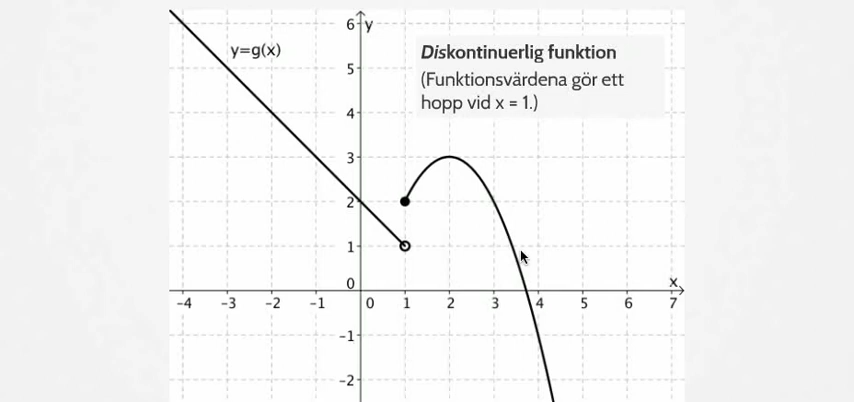 6
y
y=g(x)
Diskontinuerlig funktion
(Funktionsvärdena gör ett
hopp vid x = 1.)
5
4
3
2
1
0
x
-4 -3 -2 -1 0 1 2 3 4 5 6 7
-1
-2